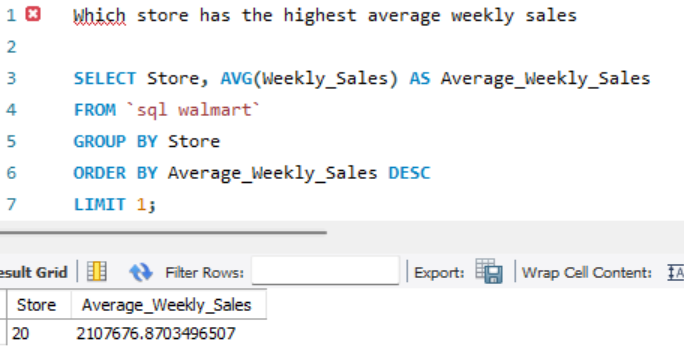 1 Which store has the highest average weekly sales
2
3 SELECT Store, AVG(Weekly_Sales) AS Average_Weekly_Sales
4 FROM `sql walmart`
5 GROUP BY Store
6 ORDER BY Average_Weekly_Sales DESC
7 LIMIT 1;
esult Grid Filter Rows: Export: Wrap Cell Content: IA
Store Average_Weekly_Sales
20 2107676.8703496507